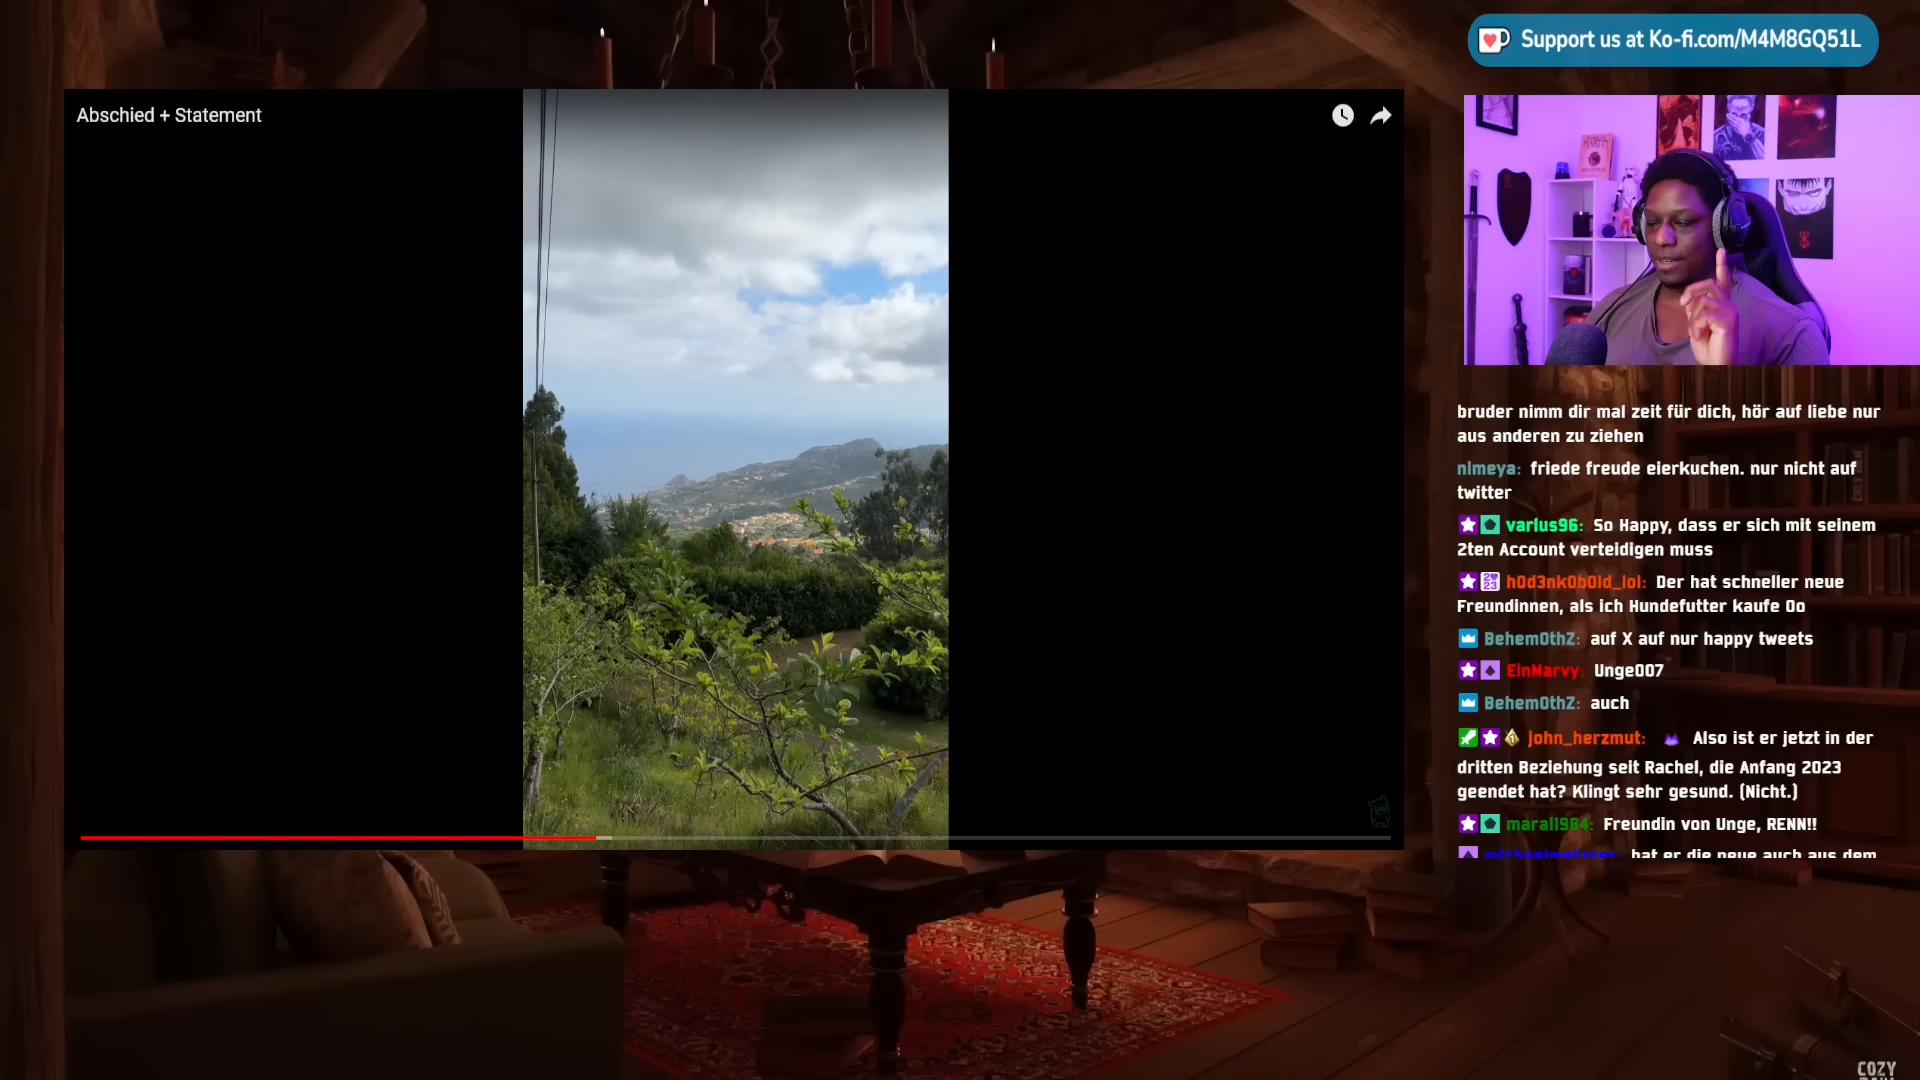 Support us at Ko-fi.com/M4M8GQ51L
Abschied + Statement
MARTIN
bruder nimm dir mal zeit für dich, hör auf liebe nur
aus anderen zu ziehen
nimeya: friede freude eierkuchen. nur nicht auf
twitter
varius96: So Happy, dass er sich mit seinem
2ten Account verteidigen muss
h0d3nk0b0ld_lol: Der hat schneller neue
Freundinnen, als ich Hundefutter kaufe Oo
Behem0thZ: auf X auf nur happy tweets
EinMarvy: Unge007
Behem0thZ: auch
john_herzmut: Also ist er jetzt in der
dritten Beziehung seit Rachel, die Anfang 2023
geendet hat? Klingt sehr gesund. (Nicht.)
marali1984: Freundin von Unge, RENN!!
hat er die neue auch aus dem
COZY